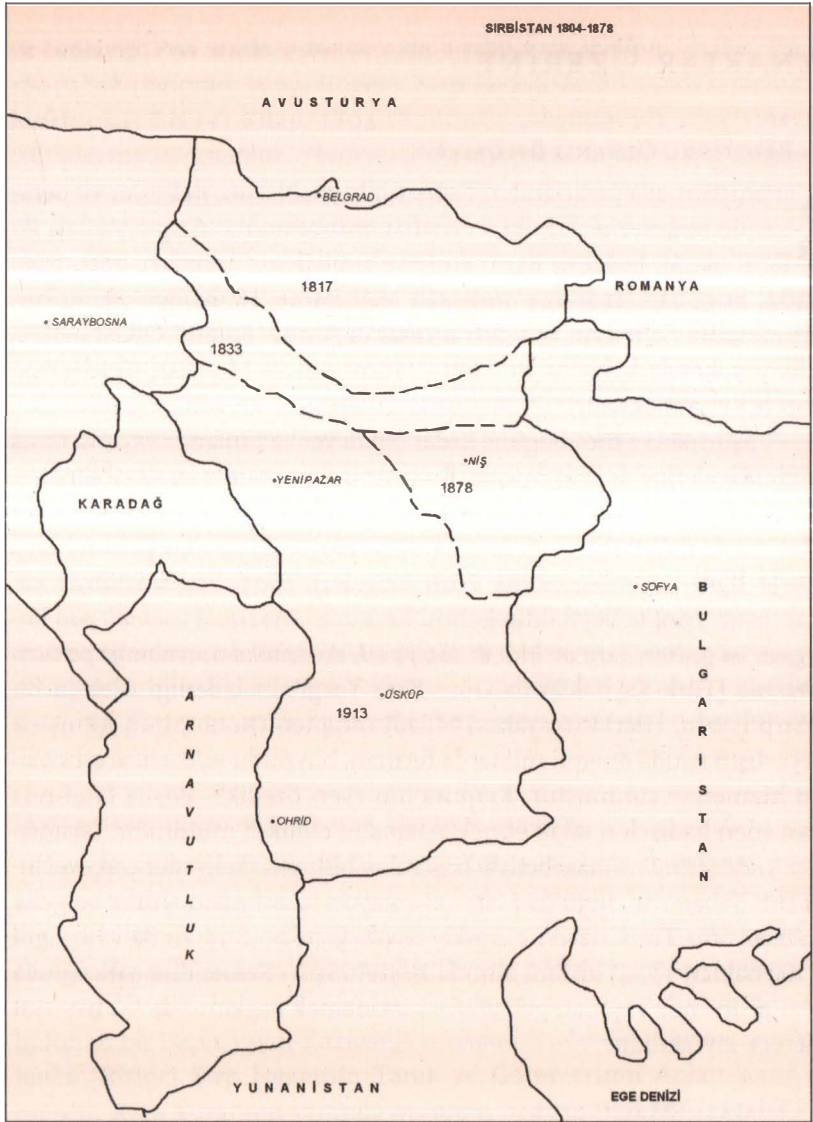 SIRBİSTAN 1804-1878
AVUSTURYA
BELGRAD
1817
ROMANYA
SARAYBOSNA
1833
NİŞ
YENİPAZAR
1878
KARADAĞ
SOFYA
BULGARİSTAN
ÜSKÜP
1913
ARNAVUTLUK
OHRİD
YUNANİSTAN
EGE DENİZİ